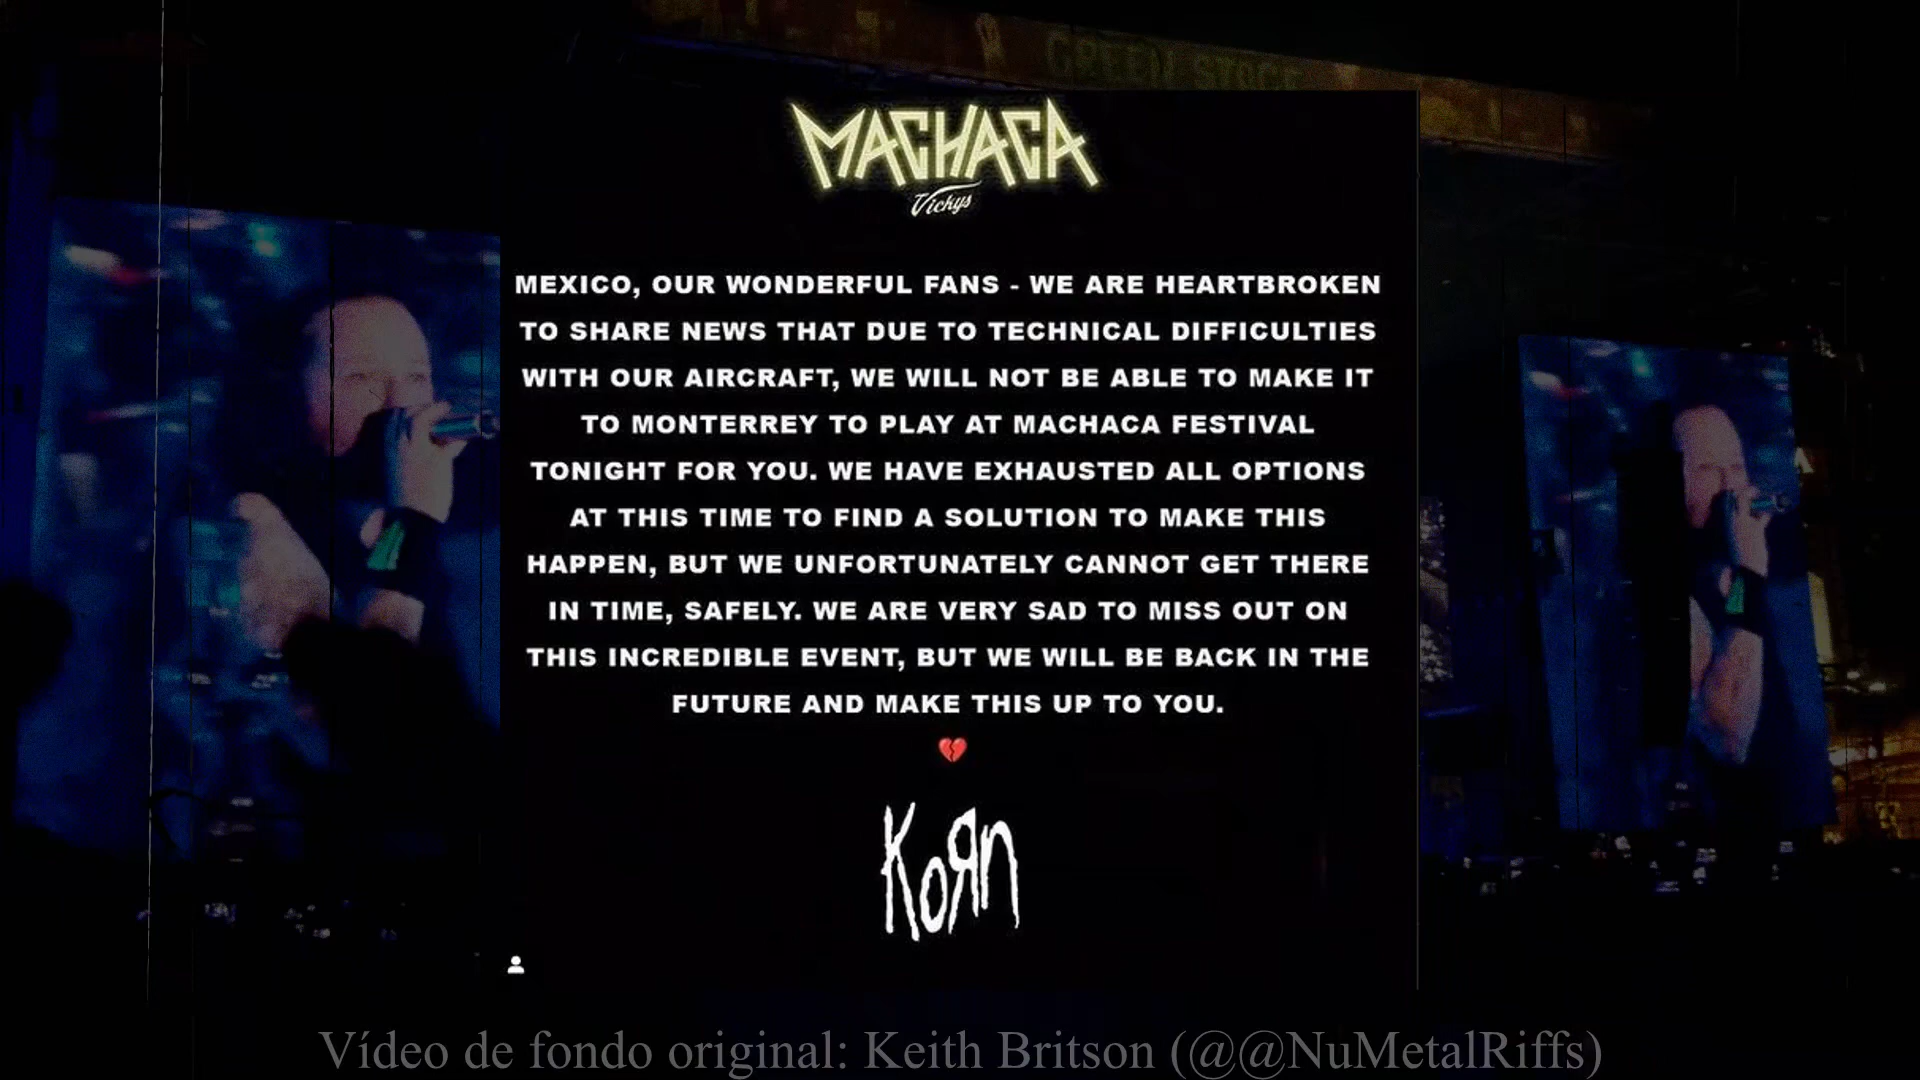 GREEN STAGE
MACHACA
Vickys
MEXICO, OUR WONDERFUL FANS - WE ARE HEARTBROKEN
TO SHARE NEWS THAT DUE TO TECHNICAL DIFFICULTIES
WITH OUR AIRCRAFT, WE WILL NOT BE ABLE TO MAKE IT
TO MONTERREY TO PLAY AT MACHACA FESTIVAL
TONIGHT FOR YOU. WE HAVE EXHAUSTED ALL OPTIONS
AT THIS TIME TO FIND A SOLUTION TO MAKE THIS
HAPPEN, BUT WE UNFORTUNATELY CANNOT GET THERE
IN TIME, SAFELY. WE ARE VERY SAD TO MISS OUT ON
THIS INCREDIBLE EVENT, BUT WE WILL BE BACK IN THE
FUTURE AND MAKE THIS UP TO YOU.
💔
KoЯn
Vídeo de fondo original: Keith Britson (@@NuMetalRiffs)